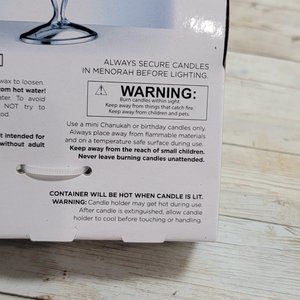 ALWAYS SECURE CANDLES
IN MENORAH BEFORE LIGHTING.
wax to loosen.
from hot water!
water. To avoid
NOT try to
intended for
without adult
WARNING:
Burn candles within sight.
Keep away from things that catch fire.
Keep away from children and pets.
Use a mini Chanukah or birthday candles only.
Always place away from flammable materials
and on a temperature safe surface during use.
Keep away from the reach of small children.
Never leave burning candles unattended.
CONTAINER WILL BE HOT WHEN CANDLE IS LIT.
WARNING: Candle holder may get hot during use.
After candle is extinguished, allow candle
holder to cool before touching or handling.